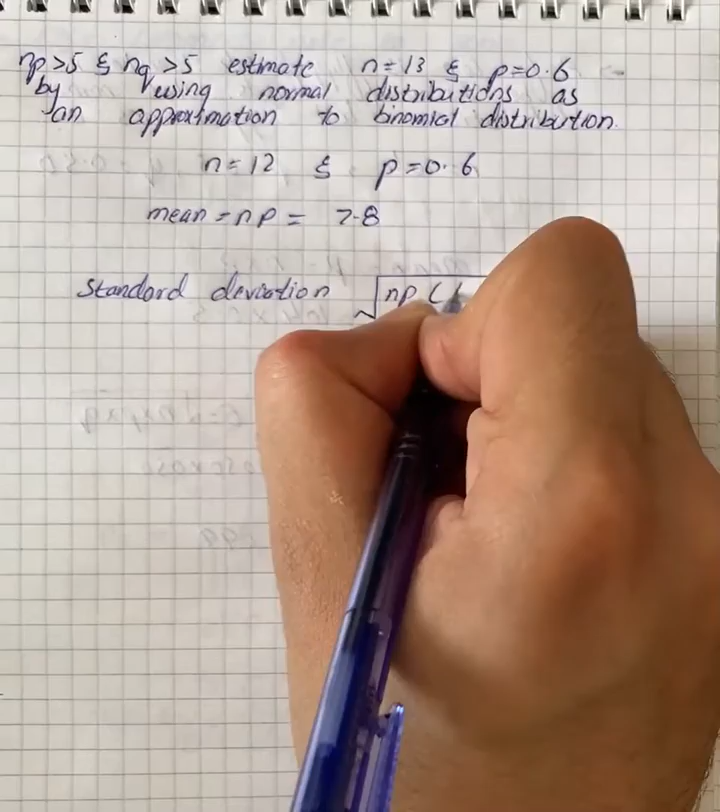 np>5 & nq >5 estimate n=13 & p=0.6
by using normal distributions as
an approximation to binomial distribution.
n=12 & p=0.6
mean = np = 7.8
Standard deviation √np (1